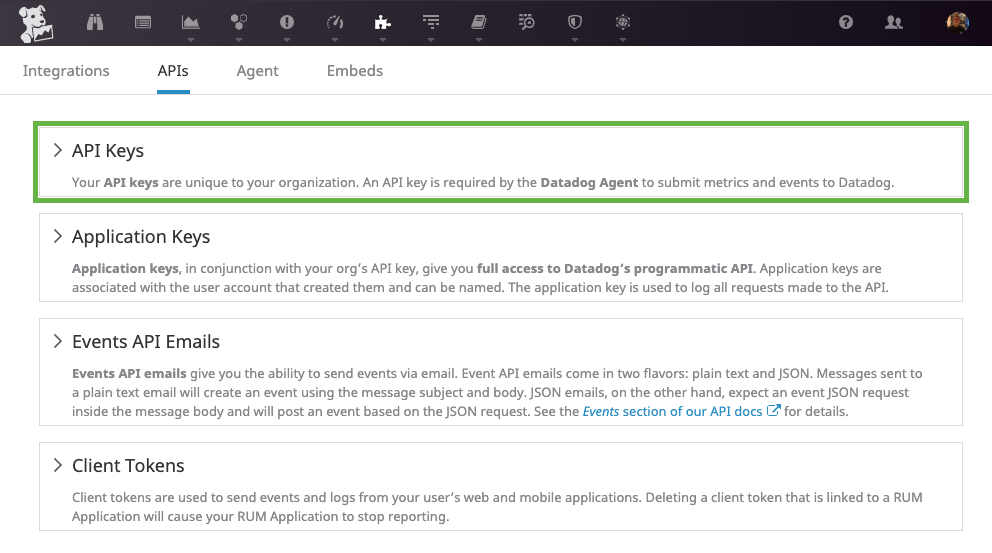 Integrations APIs Agent Embeds
API Keys
Your API keys are unique to your organization. An API key is required by the Datadog Agent to submit metrics and events to Datadog.
Application Keys
Application keys, in conjunction with your org's API key, give you full access to Datadog's programmatic API. Application keys are
associated with the user account that created them and can be named. The application key is used to log all requests made to the API.
Events API Emails
Events API emails give you the ability to send events via email. Event API emails come in two flavors: plain text and JSON. Messages sent to
a plain text email will create an event using the message subject and body. JSON emails, on the other hand, expect an event JSON request
inside the message body and will post an event based on the JSON request. See the Events section of our API docs for details.
Client Tokens
Client tokens are used to send events and logs from your user's web and mobile applications. Deleting a client token that is linked to a RUM
Application will cause your RUM Application to stop reporting.